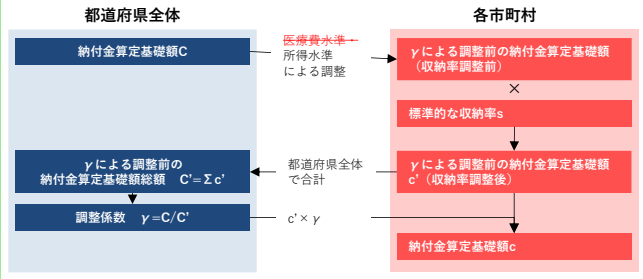 都道府県全体
各市町村
納付金算定基礎額C
医療費水準・
所得水準
による調整
γによる調整前の納付金算定基礎額
（収納率調整前）
×
標準的な収納率s
γによる調整前の
納付金算定基礎額総額　C’=Σc’
都道府県全体
で合計
γによる調整前の納付金算定基礎額
c’（収納率調整後）
調整係数　γ=C/C’
c’×γ
納付金算定基礎額c